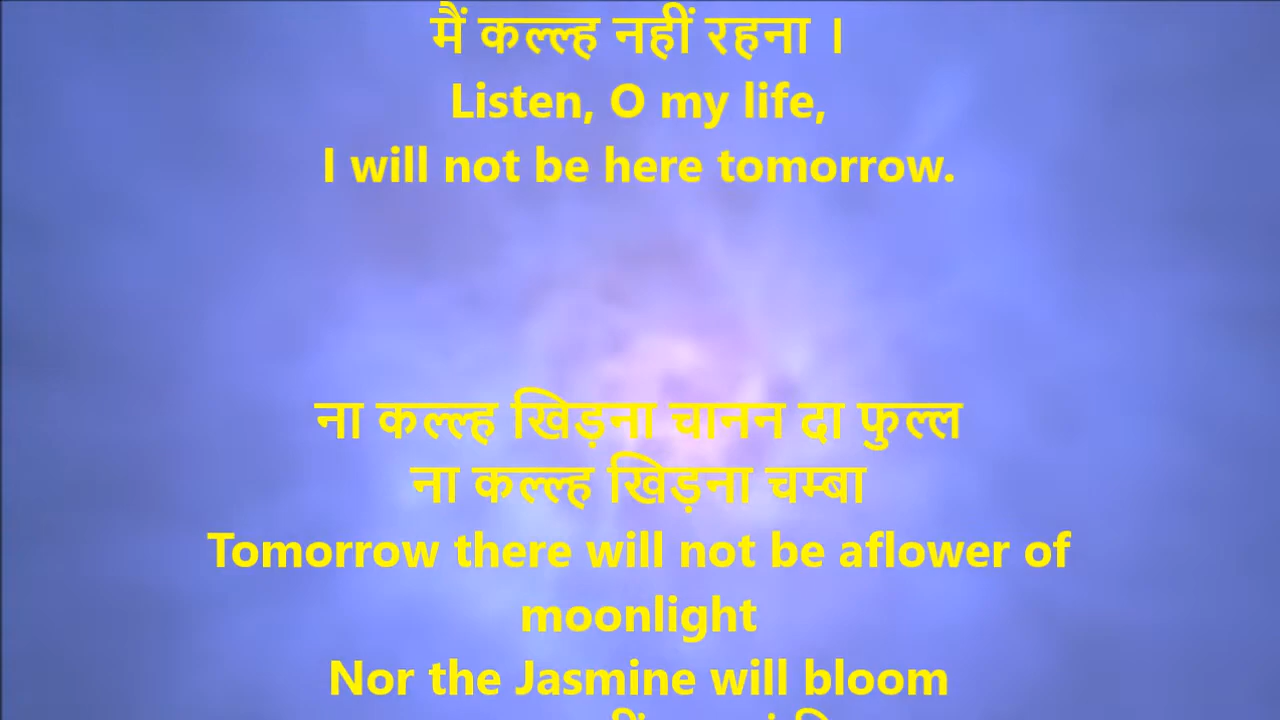 मैं कल्ल्ह नहीं रहना ।
Listen, O my life,
I will not be here tomorrow.
ना कल्ल्ह खिड़ना चानन दा फुल्ल
ना कल्ल्ह खिड़ना चम्बा
Tomorrow there will not be aflower of
moonlight
Nor the Jasmine will bloom